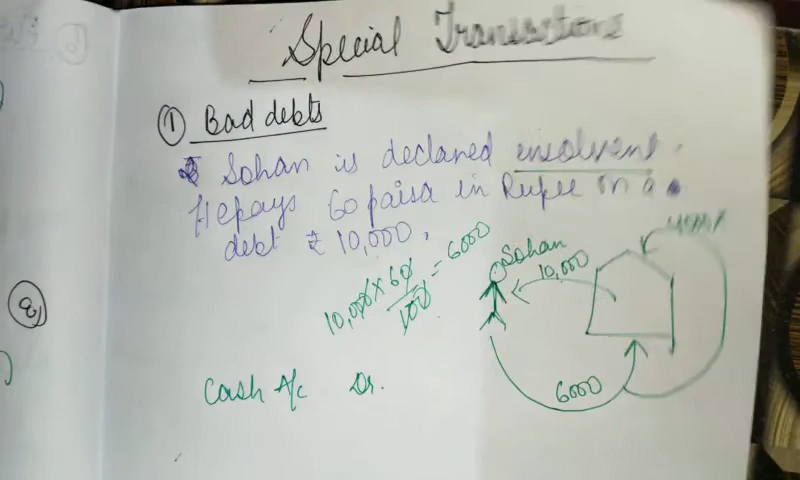 Special Transactions
① Bad debts
Sohan is declared insolvent.
He pays 60 paisa in Rupee on a
debt ₹ 10,000.
10,000 × 60 / 100 = 6000
Sohan
10,000
6000
Cash A/c Dr.
③